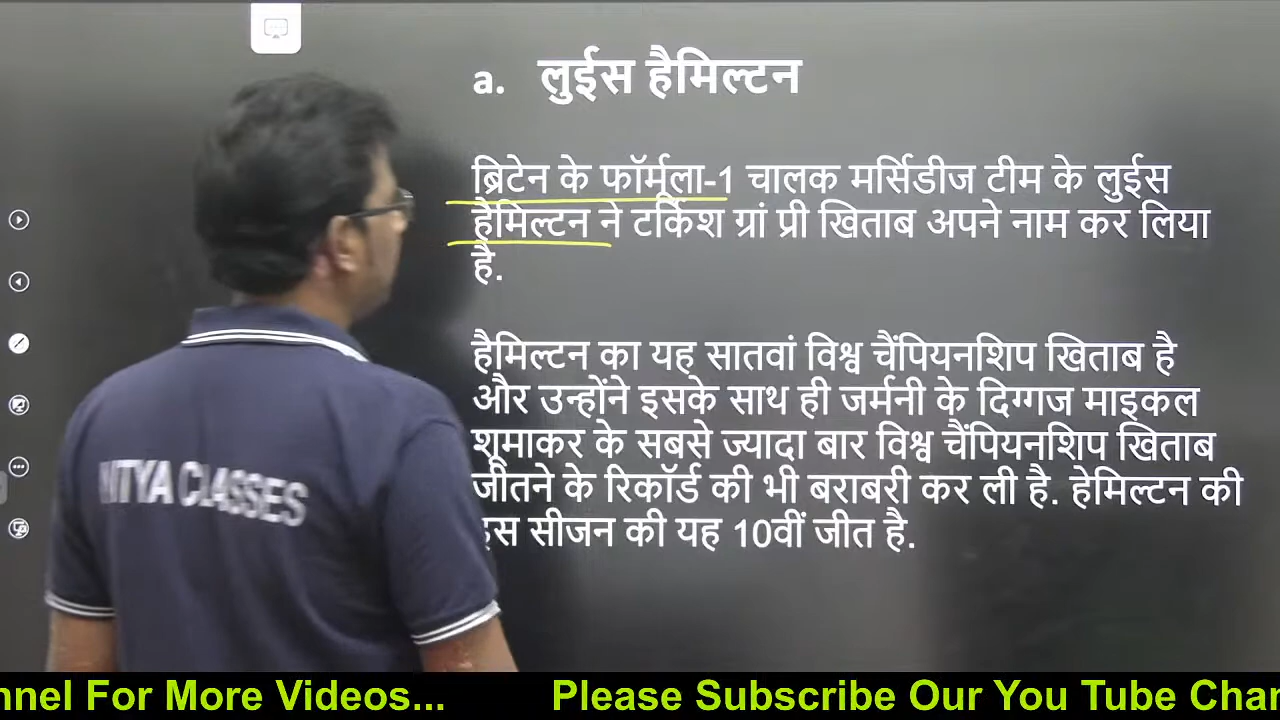 a. लुईस हैमिल्टन
ब्रिटेन के फॉर्मूला-1 चालक मर्सिडीज टीम के लुईस
हैमिल्टन ने टर्किश ग्रां प्री खिताब अपने नाम कर लिया
है.
हैमिल्टन का यह सातवां विश्व चैंपियनशिप खिताब है
और उन्होंने इसके साथ ही जर्मनी के दिग्गज माइकल
शूमाकर के सबसे ज्यादा बार विश्व चैंपियनशिप खिताब
जीतने के रिकॉर्ड की भी बराबरी कर ली है. हेमिल्टन की
इस सीजन की यह 10वीं जीत है.
CLASSES
nnel For More Videos... Please Subscribe Our You Tube Chan